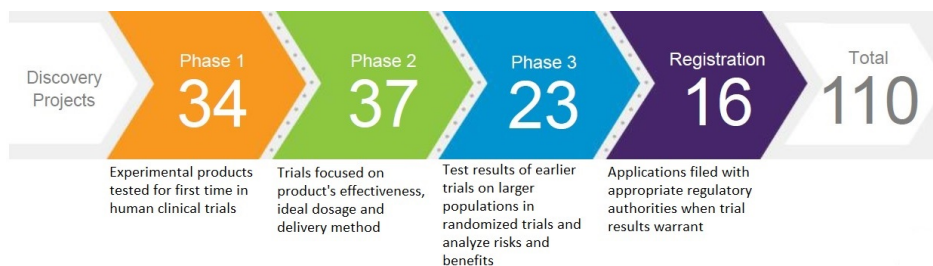 Discovery
Projects
Phase 1
34
Phase 2
37
Phase 3
23
Registration
16
Total
110
Experimental products
tested for first time in
human clinical trials
Trials focused on
product's effectiveness,
ideal dosage and
delivery method
Test results of earlier
trials on larger
populations in
randomized trials and
analyze risks and
benefits
Applications filed with
appropriate regulatory
authorities when trial
results warrant